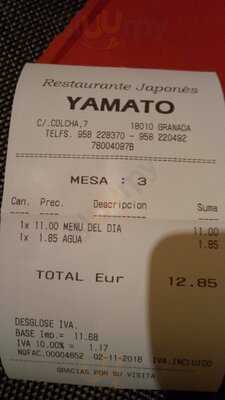 Restaurante Japonés
YAMATO
C/.COLCHA,7 18010 GRANADA
TELFS. 958 228370 - 958 220492
78004097B
MESA : 3
Can. Prec. Descripcion Suma
1x 11.00 MENU DEL DIA 11.00
1x 1.85 AGUA 1.85
TOTAL Eur 12.85
DESGLOSE IVA.
BASE Imp.= 11.68
IVA 10.00% = 1.17
NºFAC.00004852 02-11-2018 IVA.INCLUIDO
GRACIAS POR SU VISITA